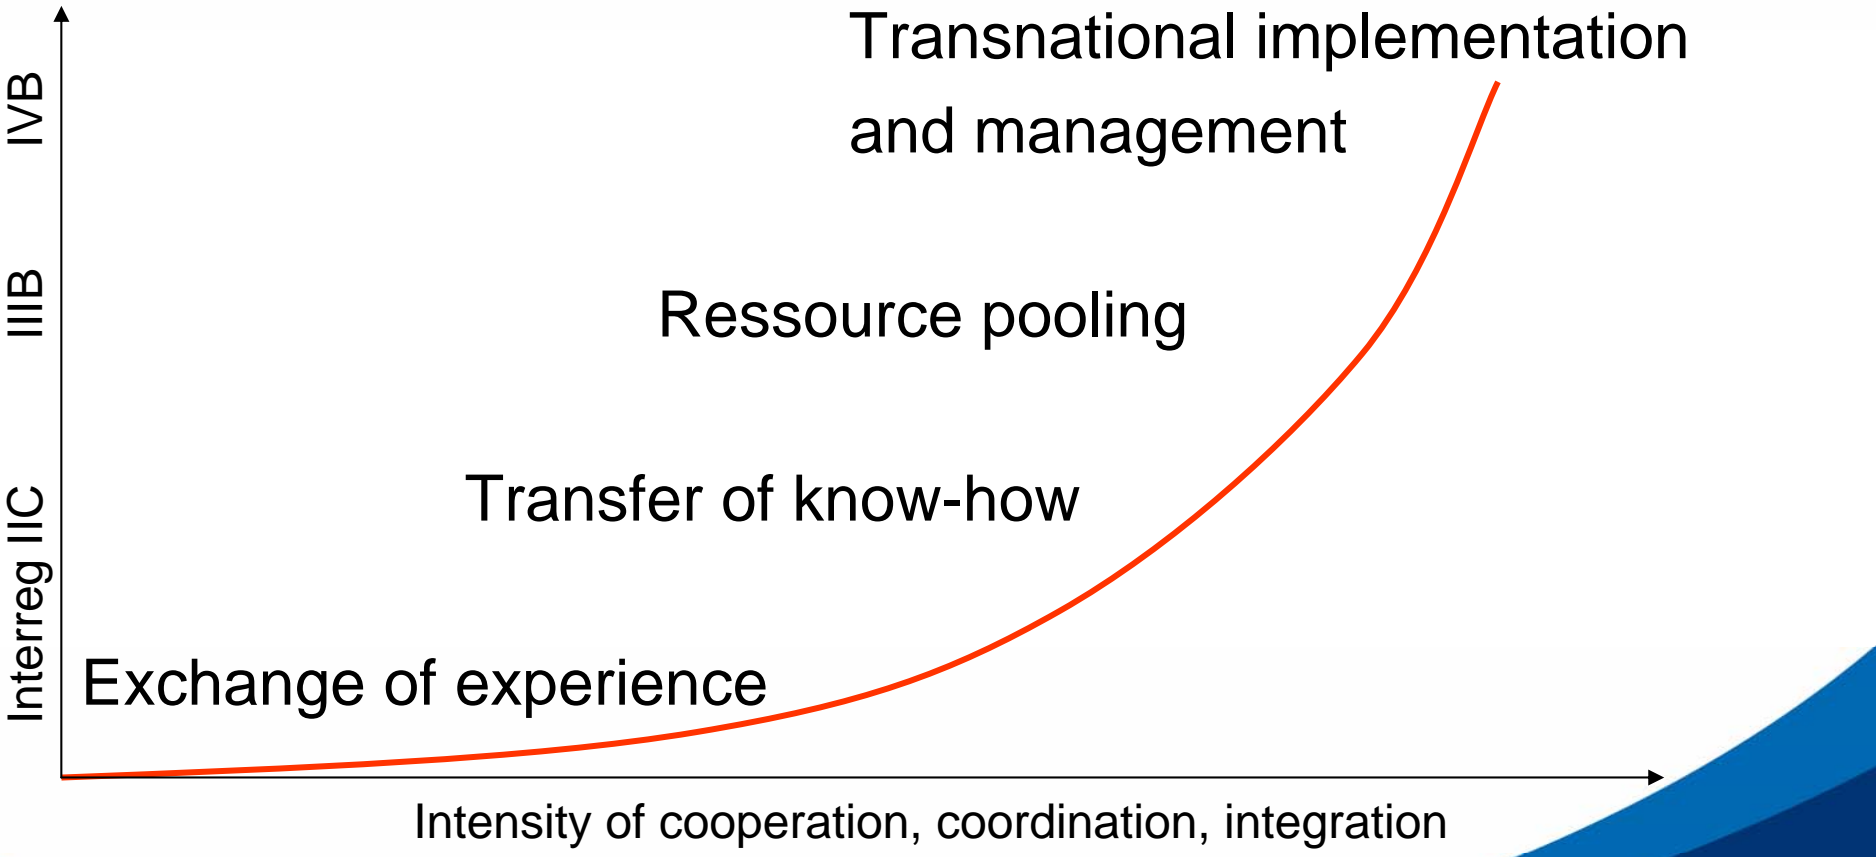 Transnational implementation
and management
IVB
Ressource pooling
IIIB
Transfer of know-how
Interreg IIC
Exchange of experience
Intensity of cooperation, coordination, integration